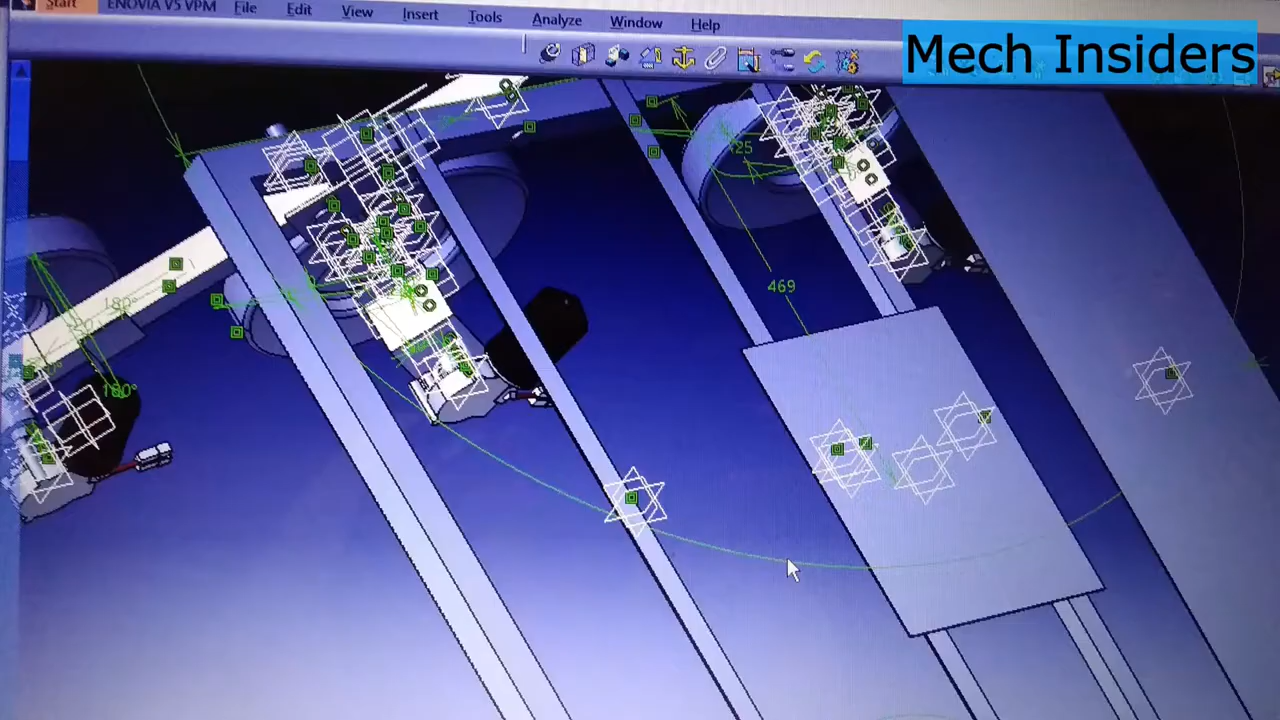 Start
ENOVIA V5 VPM
File
Edit
View
Insert
Tools
Analyze
Window
Help
Mech Insiders
25
469
180°
180°